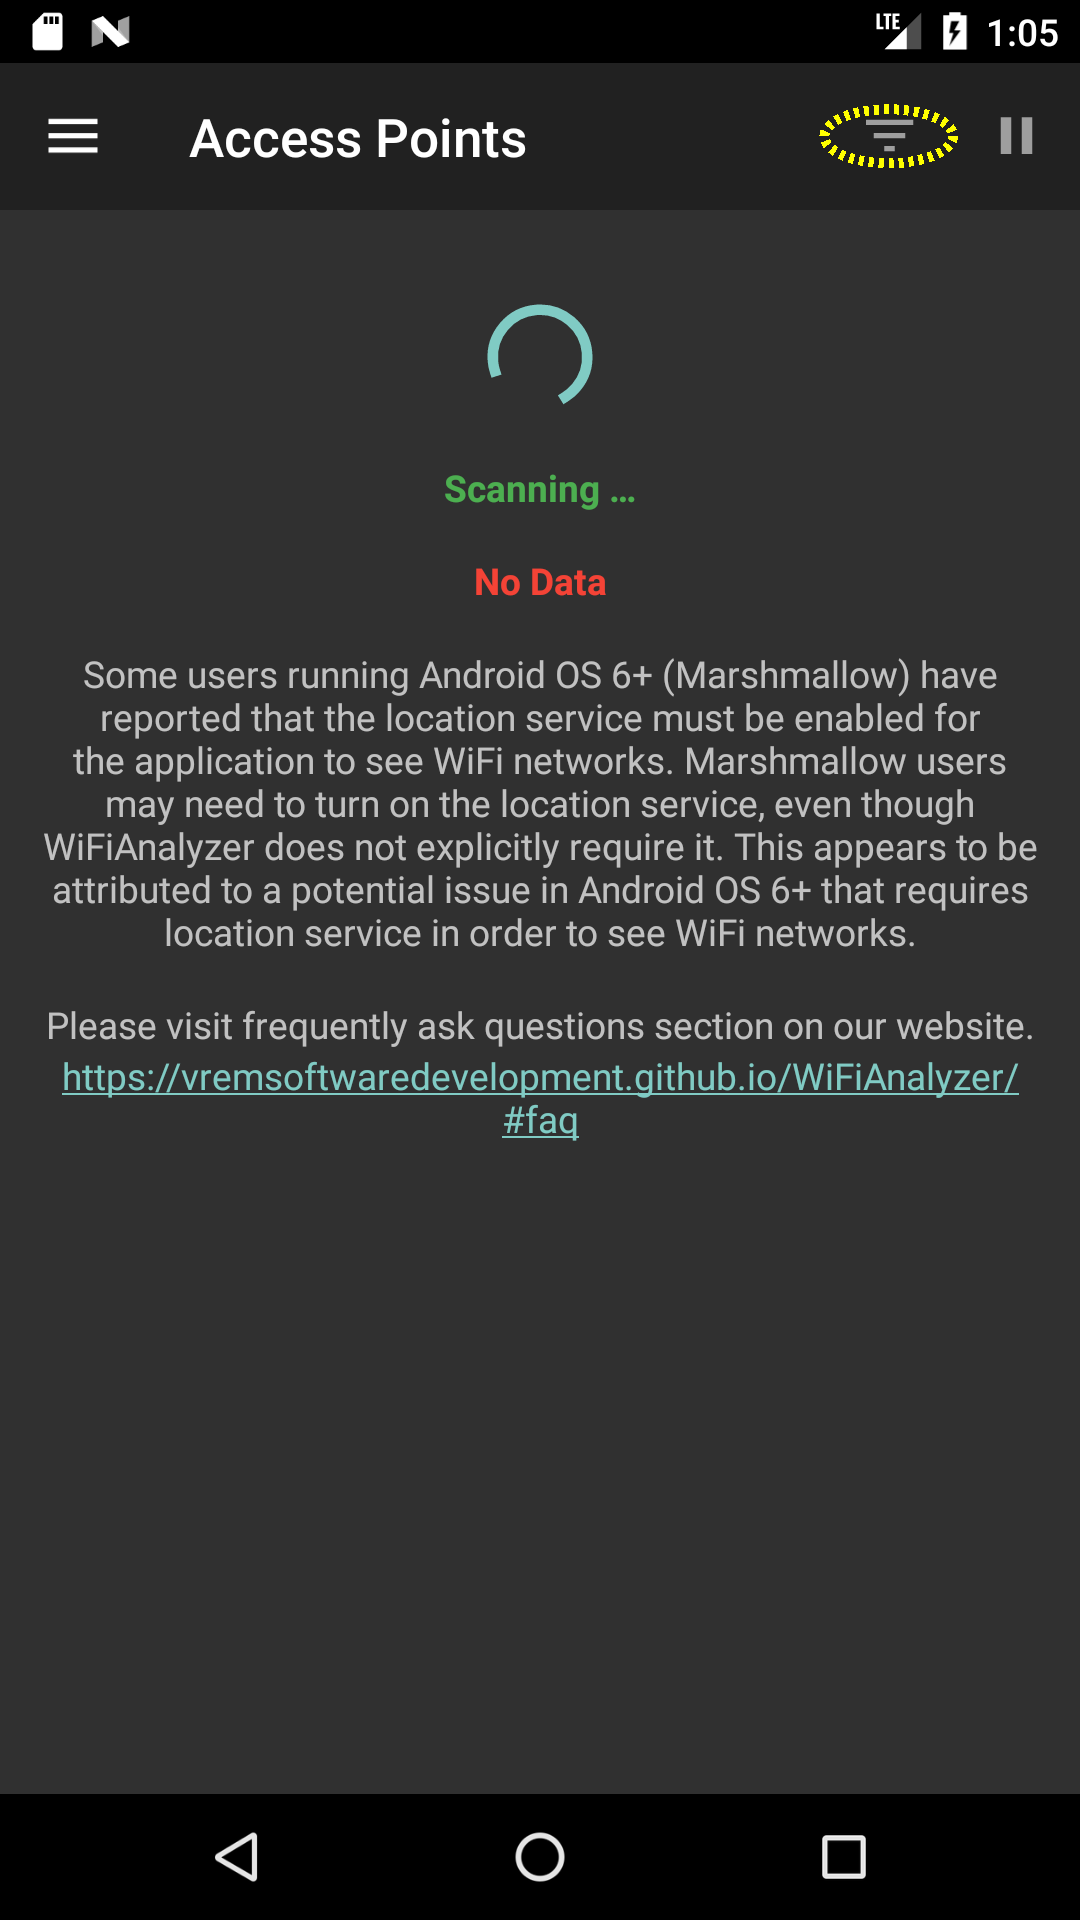 LTE 1:05
Access Points
Scanning ...
No Data
Some users running Android OS 6+ (Marshmallow) have
reported that the location service must be enabled for
the application to see WiFi networks. Marshmallow users
may need to turn on the location service, even though
WiFiAnalyzer does not explicitly require it. This appears to be
attributed to a potential issue in Android OS 6+ that requires
location service in order to see WiFi networks.
Please visit frequently ask questions section on our website.
https://vremsoftwaredevelopment.github.io/WiFiAnalyzer/
#faq